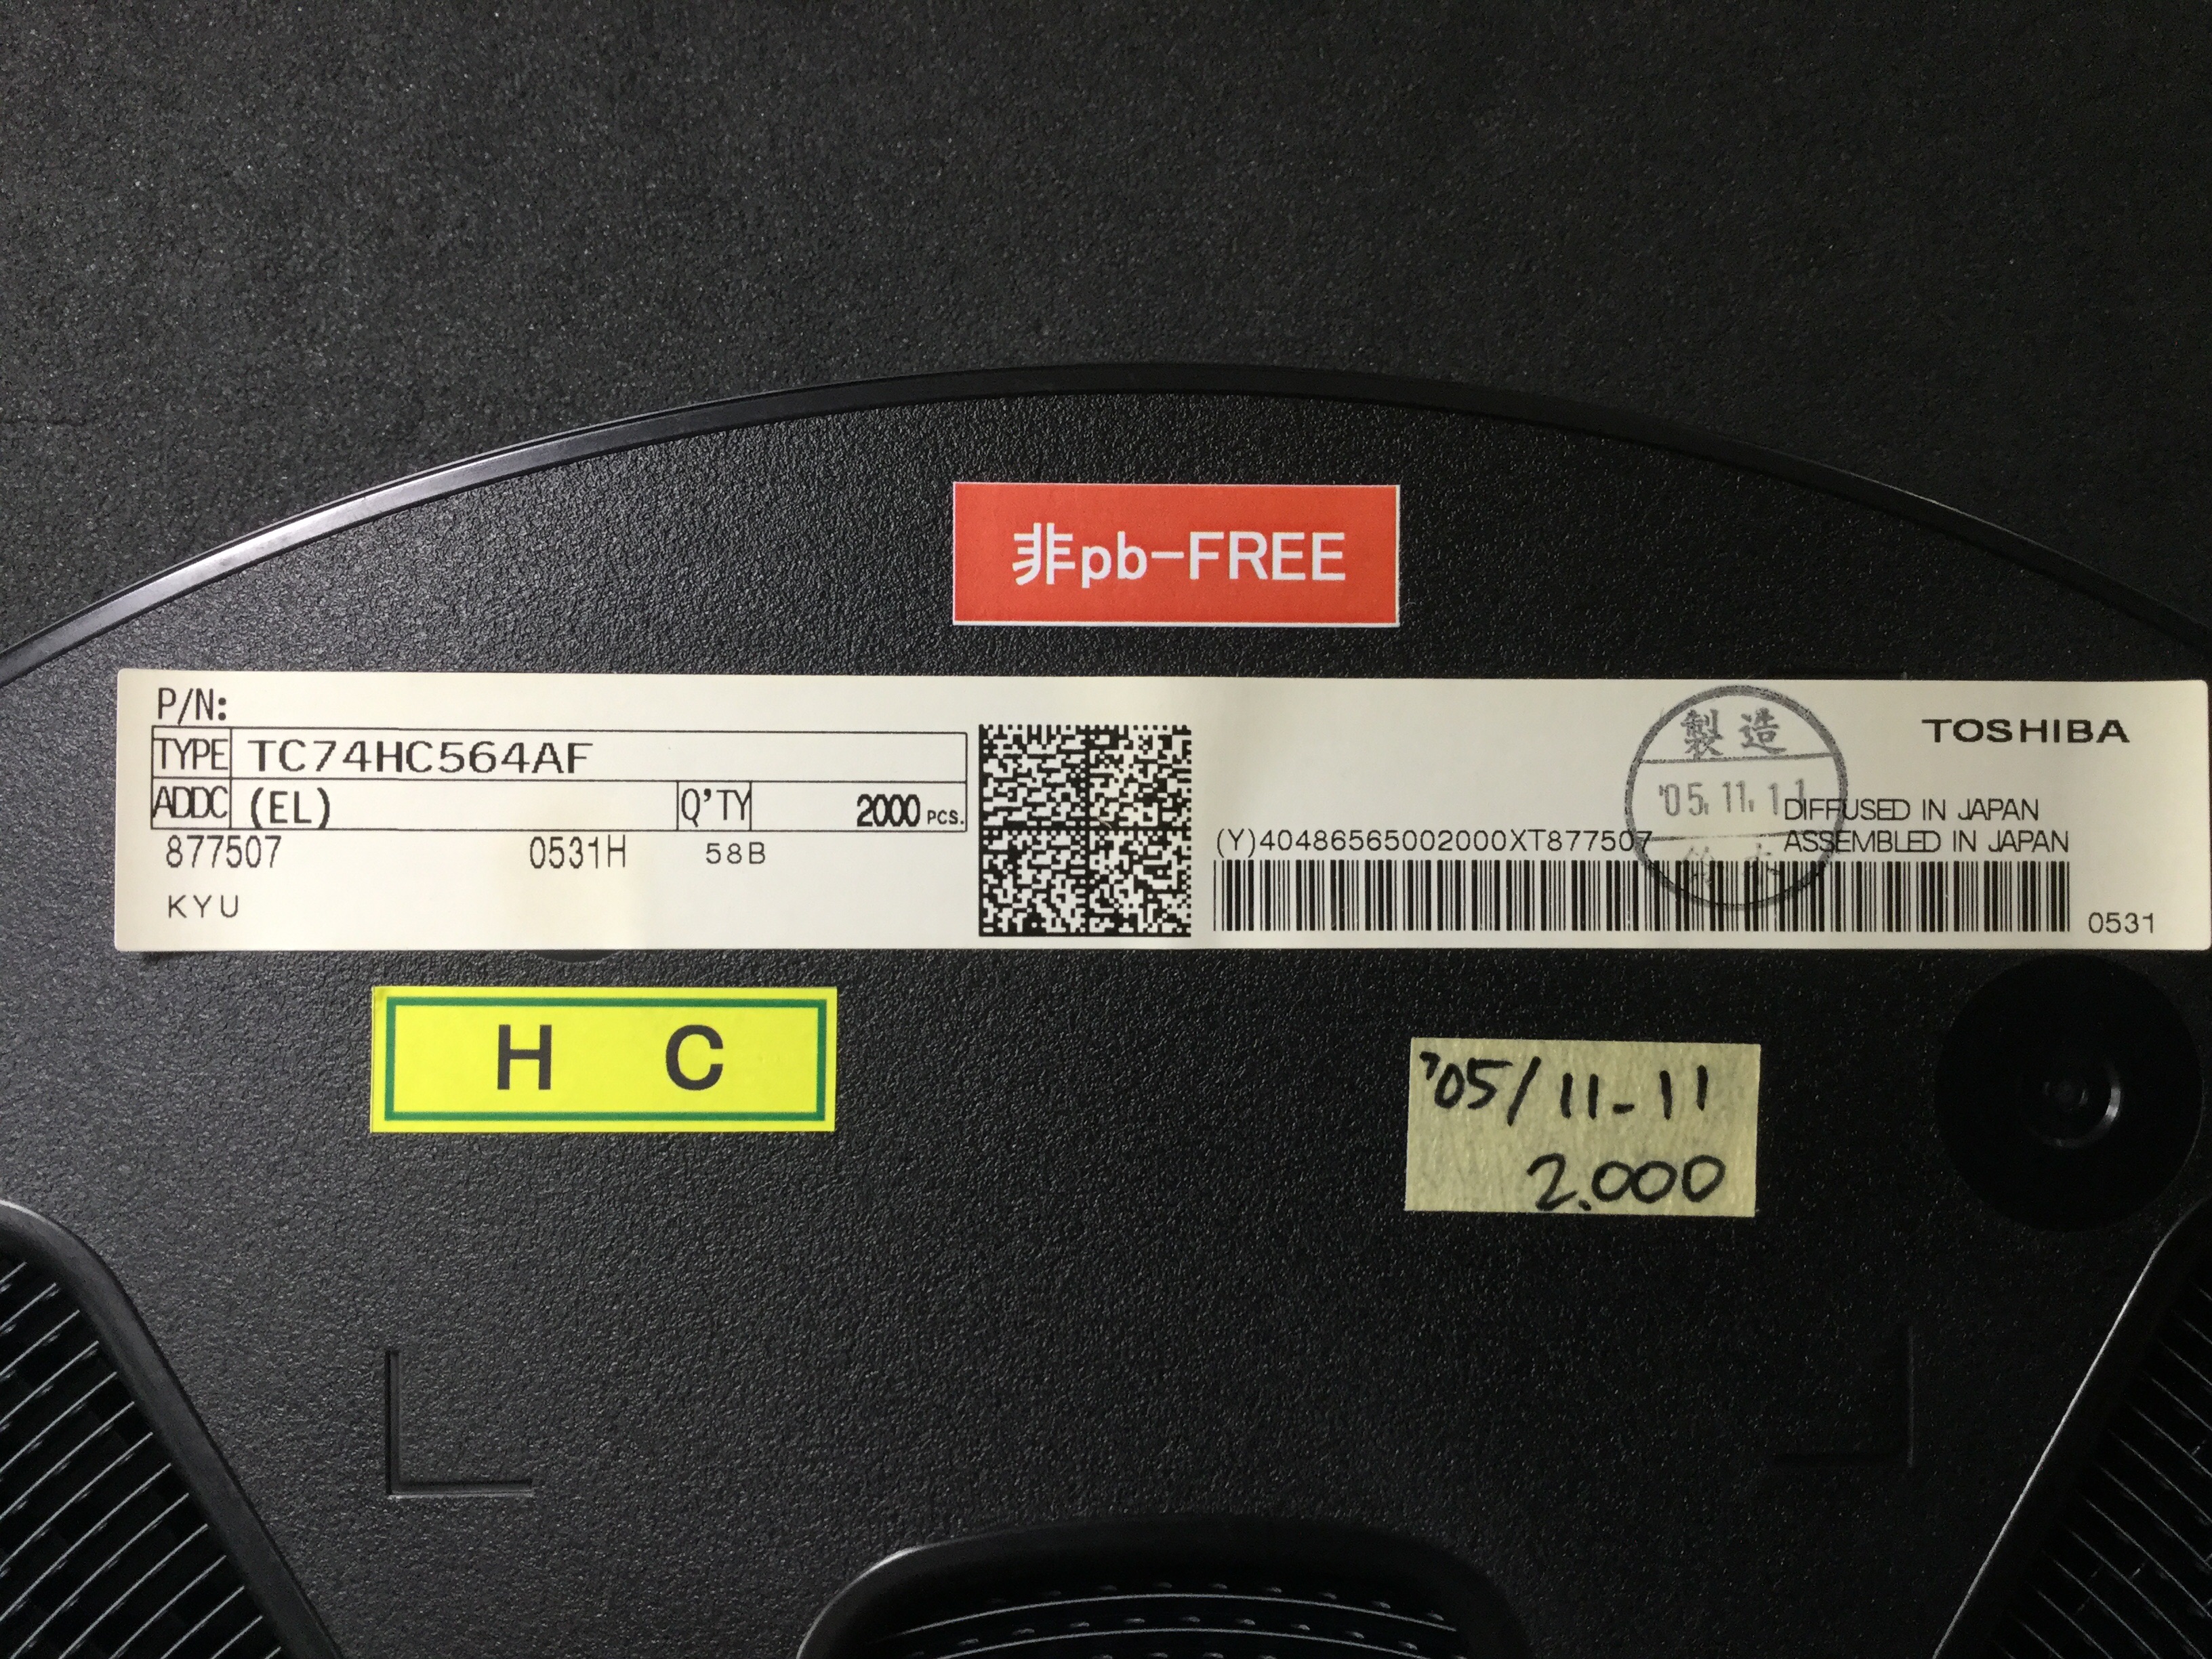 非pb-FREE
P/N:
TYPE TC74HC564AF
ADDC (EL) Q'TY 2000 PCS.
877507 0531H 58B
KYU
製造
'05.11.11
TOSHIBA
DIFFUSED IN JAPAN
ASSEMBLED IN JAPAN
(Y)40486565002000XT877507
0531
H C
'05/11-11
2.000